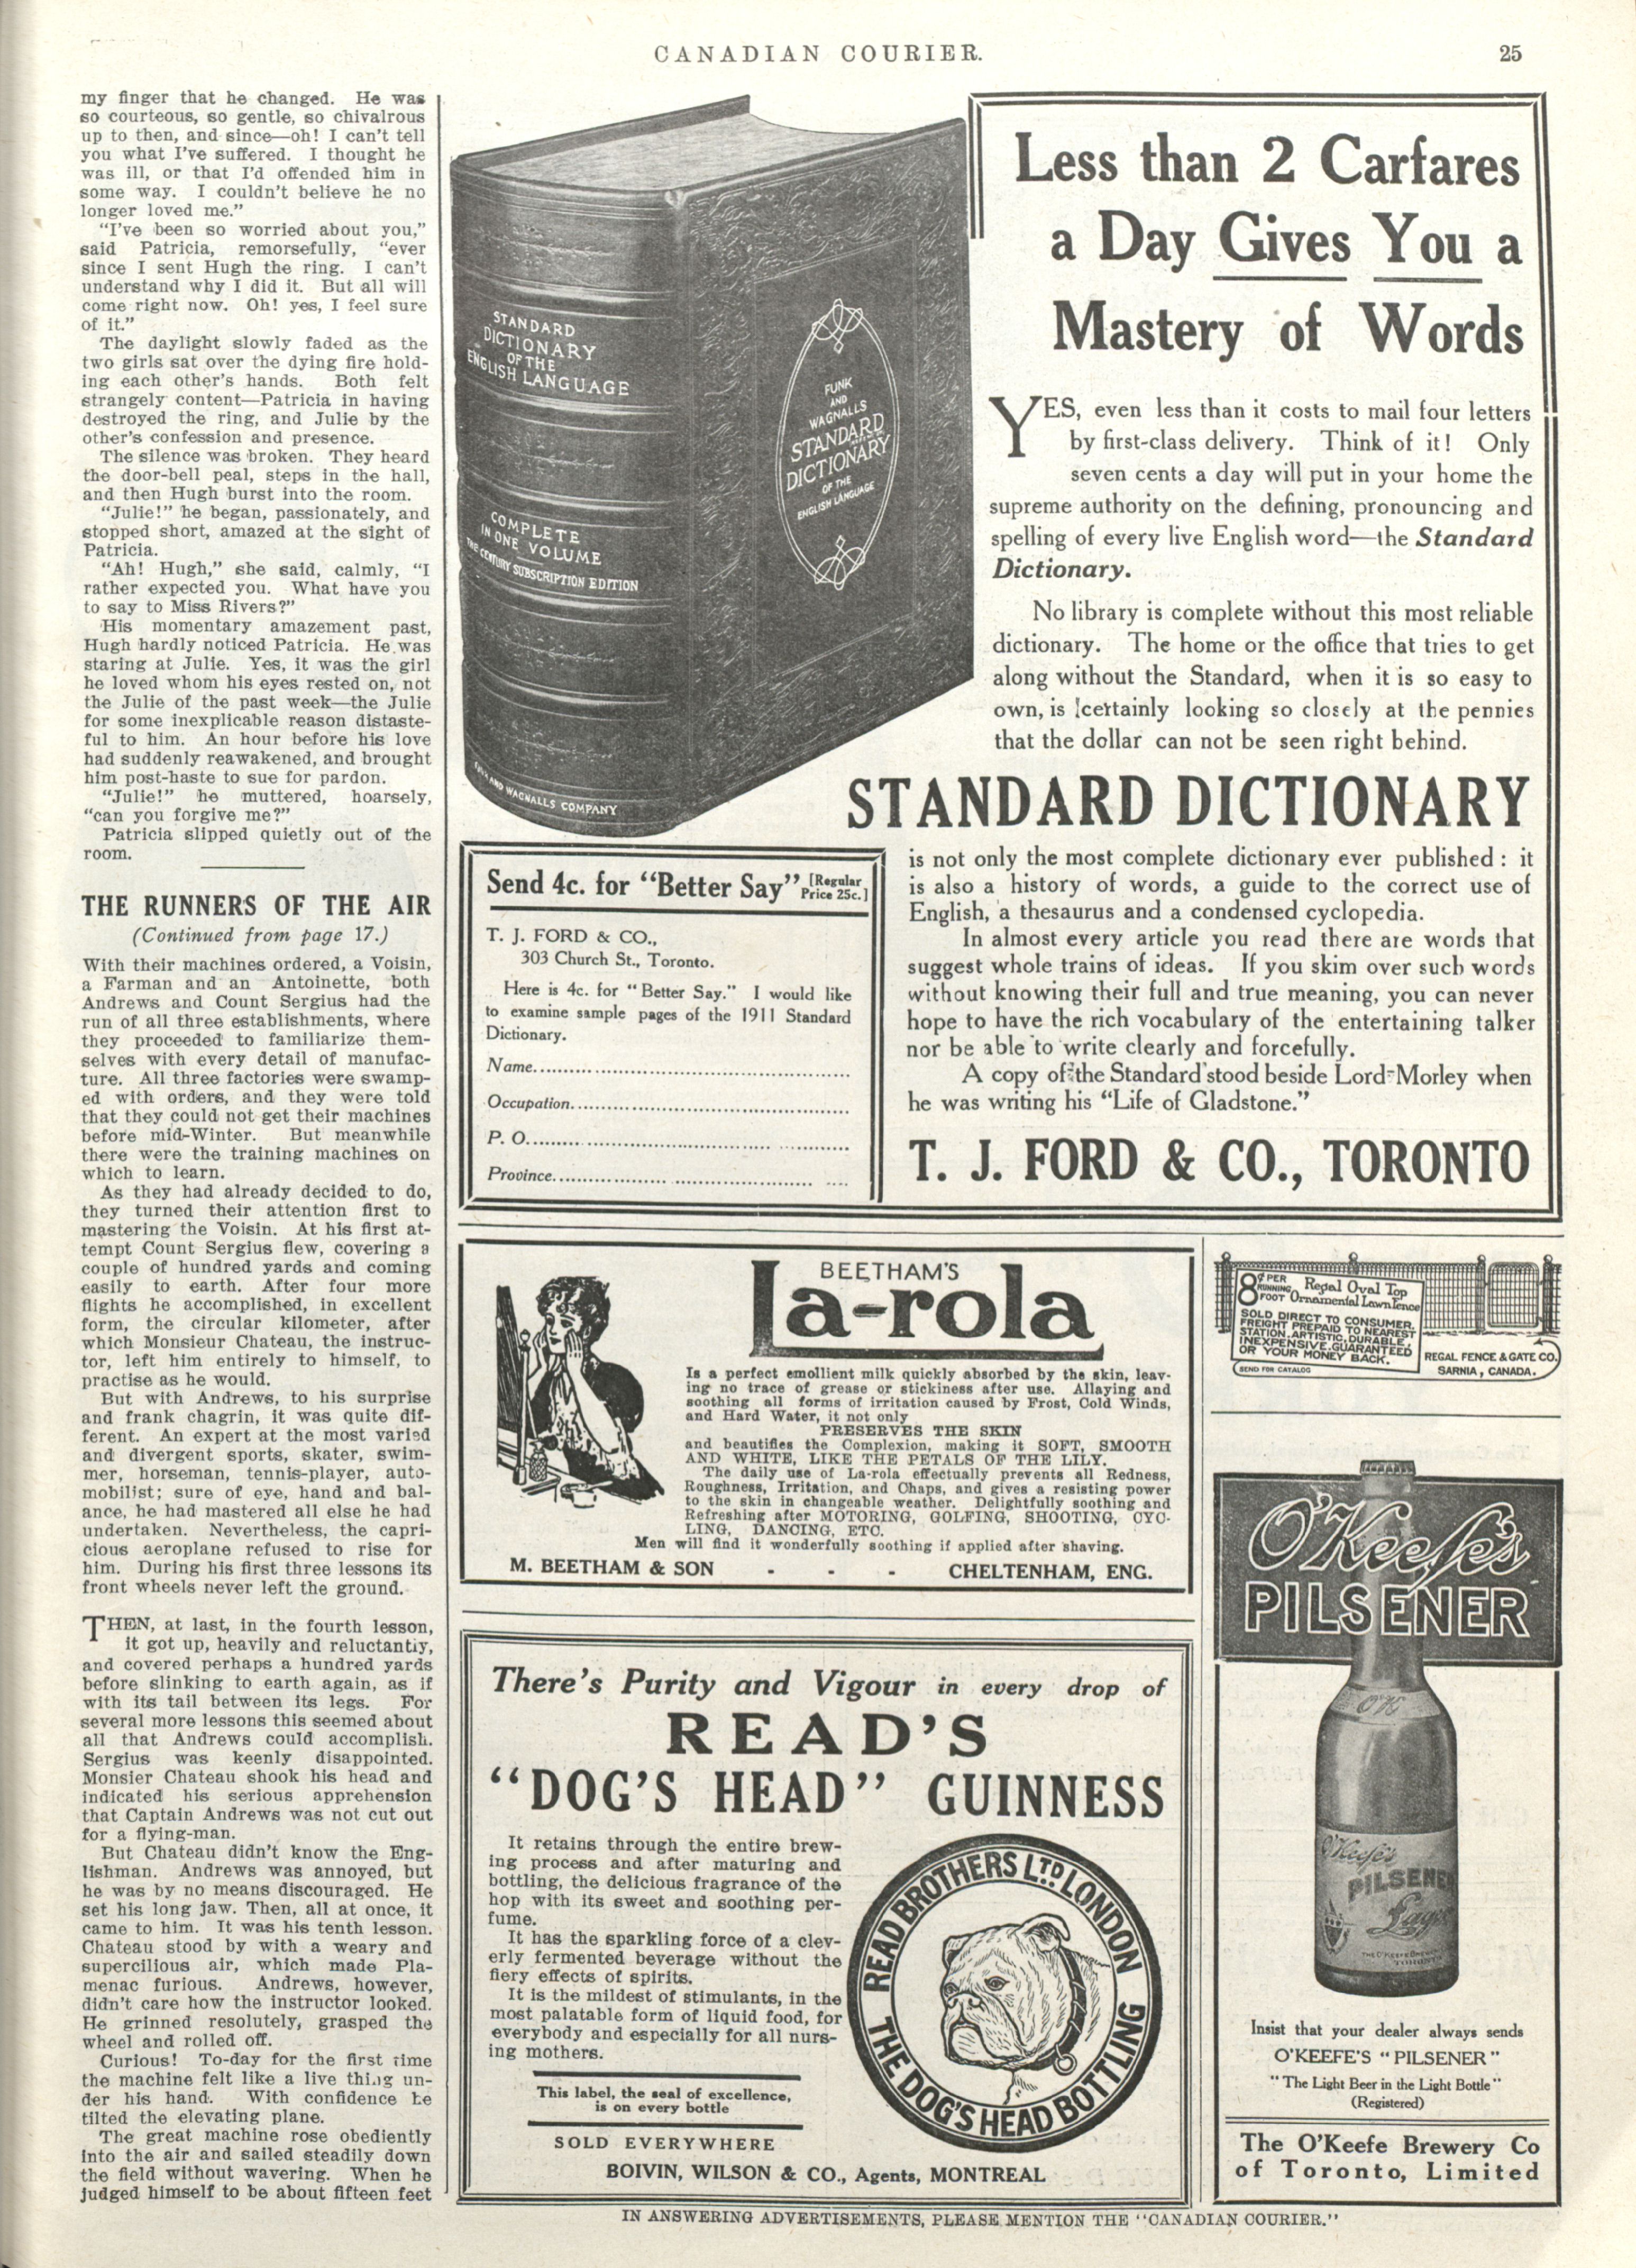 CANADIAN COURIER.
25
my finger that he changed. He was
so courteous, so gentle, so chivalrous
up to then, and since—oh! I can't tell
you what I've suffered. I thought he
was ill, or that I'd offended him in
some way. I couldn't believe he no
longer loved me."
"I've been so worried about you,"
said Patricia, remorsefully, "ever
since I sent Hugh the ring. I can't
understand why I did it. But all will
come right now. Oh! yes, I feel sure
of it."
The daylight slowly faded as the
two girls sat over the dying fire hold-
ing each other's hands. Both felt
strangely content—Patricia in having
destroyed the ring, and Julie by the
other's confession and presence.
The silence was broken. They heard
the door-bell peal, steps in the hall,
and then Hugh burst into the room.
"Julie!" he began, passionately, and
stopped short, amazed at the sight of
Patricia.
"Ah! Hugh," she said, calmly, "I
rather expected you. What have you
to say to Miss Rivers?"
His momentary amazement past,
Hugh hardly noticed Patricia. He was
staring at Julie. Yes, it was the girl
he loved whom his eyes rested on, not
the Julie of the past week—the Julie
for some inexplicable reason distaste-
ful to him. An hour before his love
had suddenly reawakened, and brought
him post-haste to sue for pardon.
"Julie!" he muttered, hoarsely,
"can you forgive me?"
Patricia slipped quietly out of the
room.
THE RUNNERS OF THE AIR
(Continued from page 17.)
With their machines ordered, a Voisin,
a Farman and an Antoinette, both
Andrews and Count Sergius had the
run of all three establishments, where
they proceeded to familiarize them-
selves with every detail of manufac-
ture. All three factories were swamp-
ed with orders, and they were told
that they could not get their machines
before mid-Winter. But meanwhile
there were the training machines on
which to learn.
As they had already decided to do,
they turned their attention first to
mastering the Voisin. At his first at-
tempt Count Sergius flew, covering a
couple of hundred yards and coming
easily to earth. After four more
flights he accomplished, in excellent
form, the circular kilometer, after
which Monsieur Chateau, the instruc-
tor, left him entirely to himself, to
practise as he would.
But with Andrews, to his surprise
and frank chagrin, it was quite dif-
ferent. An expert at the most varied
and divergent sports, skater, swim-
mer, horseman, tennis-player, auto-
mobilist; sure of eye, hand and bal-
ance, he had mastered all else he had
undertaken. Nevertheless, the capri-
cious aeroplane refused to rise for
him. During his first three lessons its
front wheels never left the ground.
THEN, at last, in the fourth lesson,
it got up, heavily and reluctantly,
and covered perhaps a hundred yards
before slinking to earth again, as if
with its tail between its legs. For
several more lessons this seemed about
all that Andrews could accomplish.
Sergius was keenly disappointed.
Monsier Chateau shook his head and
indicated his serious apprehension
that Captain Andrews was not cut out
for a flying-man.
But Chateau didn't know the Eng-
lishman. Andrews was annoyed, but
he was by no means discouraged. He
set his long jaw. Then, all at once, it
came to him. It was his tenth lesson.
Chateau stood by with a weary and
supercilious air, which made Pla-
menac furious. Andrews, however,
didn't care how the instructor looked.
He grinned resolutely, grasped the
wheel and rolled off.
Curious! To-day for the first time
the machine felt like a live thing un-
der his hand. With confidence he
tilted the elevating plane.
The great machine rose obediently
into the air and sailed steadily down
the field without wavering. When he
judged himself to be about fifteen feet
STANDARD
DICTIONARY
OF THE
ENGLISH LANGUAGE
COMPLETE
IN ONE VOLUME
THE CENTURY SUBSCRIPTION EDITION
FUNK AND WAGNALLS COMPANY
FUNK
AND
WAGNALLS
STANDARD
DICTIONARY
OF THE
ENGLISH LANGUAGE
Less than 2 Carfares
a Day Gives You a
Mastery of Words
YES, even less than it costs to mail four letters
by first-class delivery. Think of it! Only
seven cents a day will put in your home the
supreme authority on the defining, pronouncing and
spelling of every live English word—the Standard
Dictionary.
No library is complete without this most reliable
dictionary. The home or the office that tries to get
along without the Standard, when it is so easy to
own, is certainly looking so closely at the pennies
that the dollar can not be seen right behind.
STANDARD DICTIONARY
is not only the most complete dictionary ever published: it
is also a history of words, a guide to the correct use of
English, a thesaurus and a condensed cyclopedia.
In almost every article you read there are words that
suggest whole trains of ideas. If you skim over such words
without knowing their full and true meaning, you can never
hope to have the rich vocabulary of the entertaining talker
nor be able to write clearly and forcefully.
A copy of the Standard stood beside Lord Morley when
he was writing his "Life of Gladstone."
T. J. FORD & CO., TORONTO
Send 4c. for "Better Say" [Regular Price 25c.]
T. J. FORD & CO.,
303 Church St., Toronto.
Here is 4c. for "Better Say." I would like
to examine sample pages of the 1911 Standard
Dictionary.
Name
Occupation
P. O.
Province
BEETHAM'S
La-rola
Is a perfect emollient milk quickly absorbed by the skin, leav-
ing no trace of grease or stickiness after use. Allaying and
soothing all forms of irritation caused by Frost, Cold Winds,
and Hard Water, it not only
PRESERVES THE SKIN
and beautifies the Complexion, making it SOFT, SMOOTH
AND WHITE, LIKE THE PETALS OF THE LILY.
The daily use of La-rola effectually prevents all Redness,
Roughness, Irritation, and Chaps, and gives a resisting power
to the skin in changeable weather. Delightfully soothing and
Refreshing after MOTORING, GOLFING, SHOOTING, CYC-
LING, DANCING, ETC.
Men will find it wonderfully soothing if applied after shaving.
M. BEETHAM & SON - - - CHELTENHAM, ENG.
8¢ PER RUNNING FOOT
Regal Oval Top
Ornamental Lawn Fence
SOLD DIRECT TO CONSUMER.
FREIGHT PREPAID TO NEAREST
STATION. ARTISTIC, DURABLE,
INEXPENSIVE. GUARANTEED
OR YOUR MONEY BACK.
SEND FOR CATALOG
REGAL FENCE & GATE CO.
SARNIA, CANADA.
There's Purity and Vigour in every drop of
READ'S
"DOG'S HEAD" GUINNESS
It retains through the entire brew-
ing process and after maturing and
bottling, the delicious fragrance of the
hop with its sweet and soothing per-
fume.
It has the sparkling force of a clev-
erly fermented beverage without the
fiery effects of spirits.
It is the mildest of stimulants, in the
most palatable form of liquid food, for
everybody and especially for all nurs-
ing mothers.
This label, the seal of excellence,
is on every bottle
SOLD EVERYWHERE
BOIVIN, WILSON & CO., Agents, MONTREAL
READ BROTHERS LTD. LONDON
THE DOG'S HEAD BOTTLING
O'Keefe's
PILSENER
OK
O'Keefe's
PILSENER
Lager
THE O'KEEFE BREWERY
TORONTO
Insist that your dealer always sends
O'KEEFE'S "PILSENER"
"The Light Beer in the Light Bottle"
(Registered)
The O'Keefe Brewery Co
of Toronto, Limited
IN ANSWERING ADVERTISEMENTS, PLEASE MENTION THE "CANADIAN COURIER."